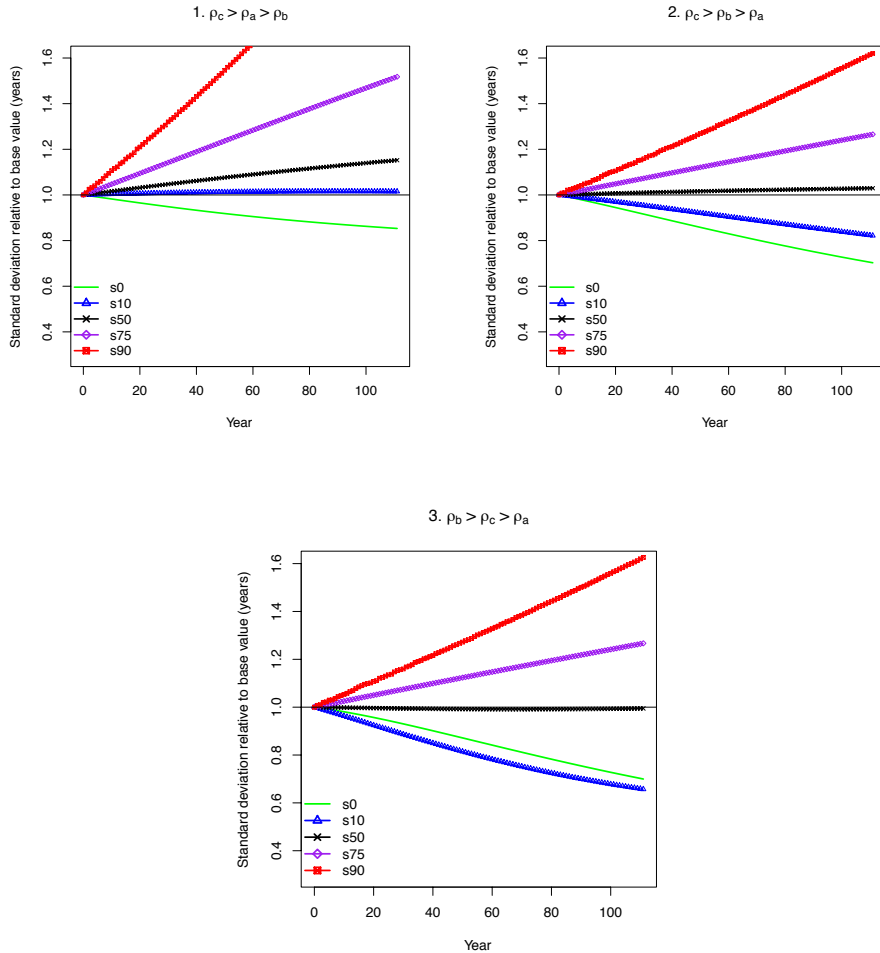 1. ρc > ρa > ρb
Standard deviation relative to base value (years)
0.4 0.6 0.8 1.0 1.2 1.4 1.6
s0
s10
s50
s75
s90
0 20 40 60 80 100
Year
2. ρc > ρb > ρa
Standard deviation relative to base value (years)
0.4 0.6 0.8 1.0 1.2 1.4 1.6
s0
s10
s50
s75
s90
0 20 40 60 80 100
Year
3. ρb > ρc > ρa
Standard deviation relative to base value (years)
0.4 0.6 0.8 1.0 1.2 1.4 1.6
s0
s10
s50
s75
s90
0 20 40 60 80 100
Year